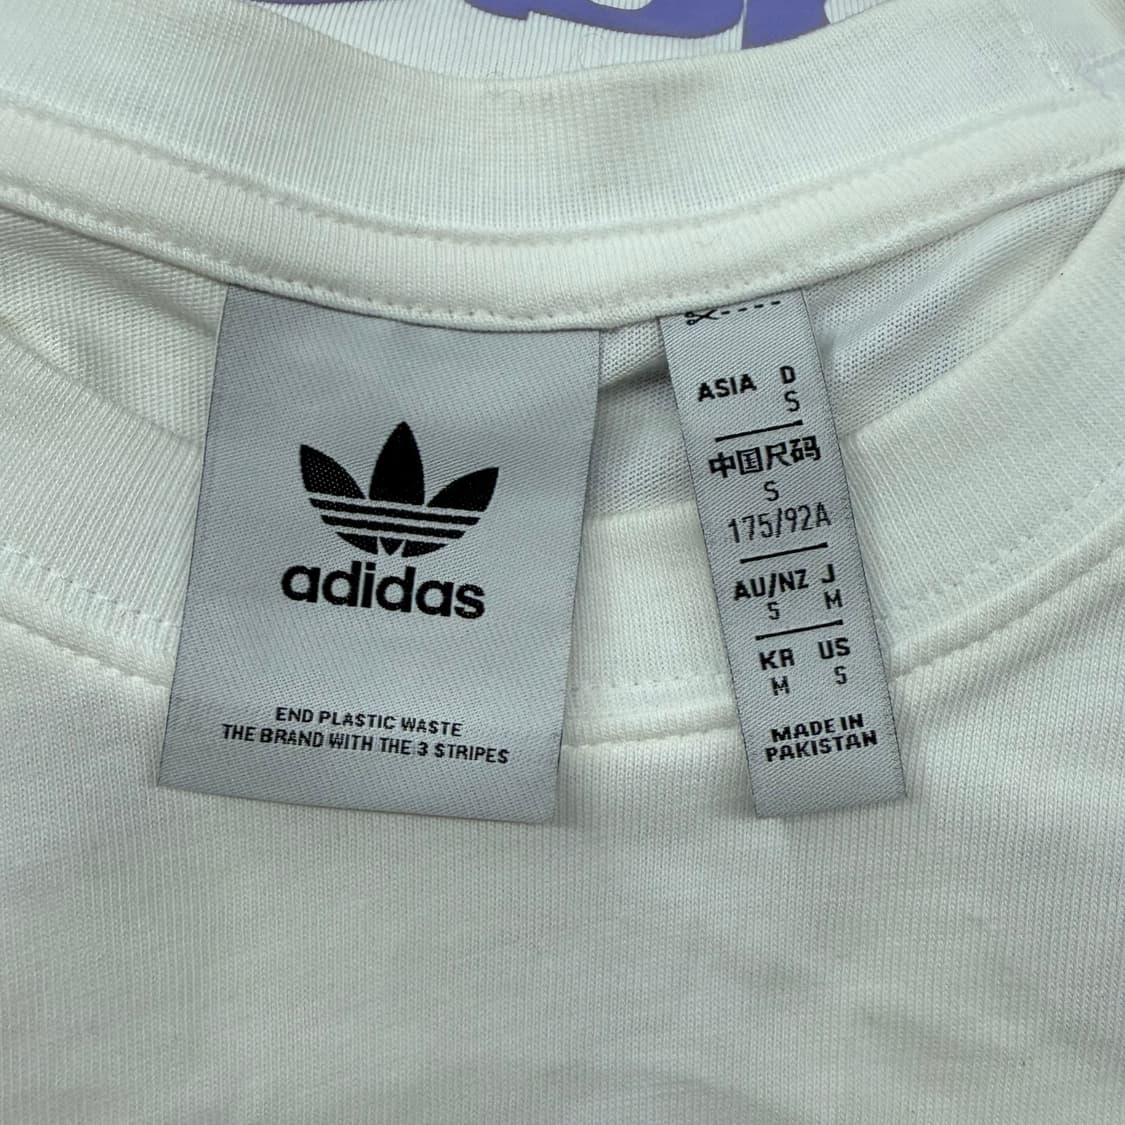 adidas
END PLASTIC WASTE
THE BRAND WITH THE 3 STRIPES
ASIA D
S
中国尺码
S
175/92A
AU/NZ J
S M
KR US
M S
MADE IN
PAKISTAN